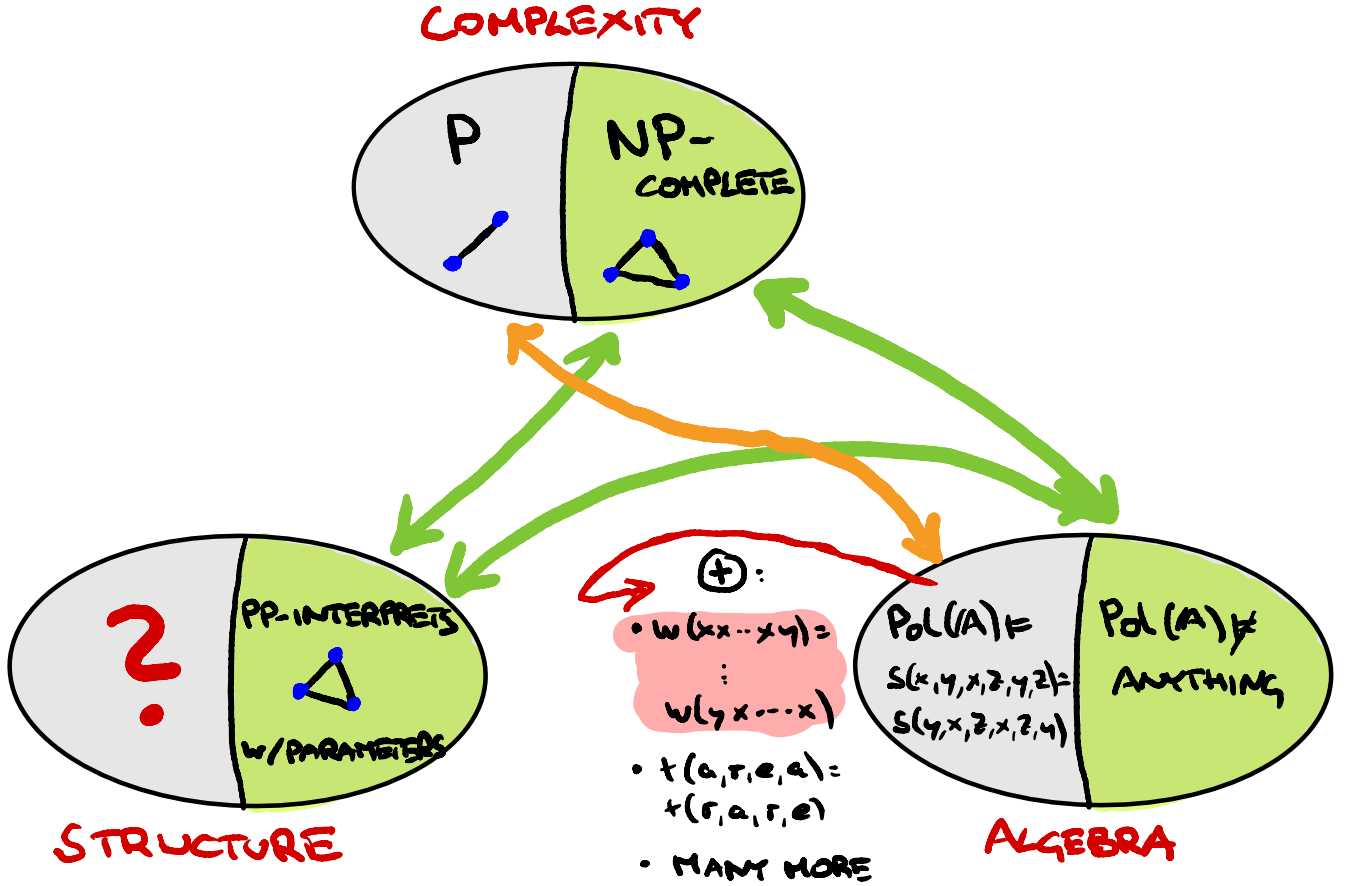 COMPLEXITY
P
NP-
COMPLETE
?
PP-INTERPRETS
W/PARAMETERS
STRUCTURE
+ :
• w(xx··xy)=
:
w(yx····x)
• t(a,r,e,a)=
t(r,a,r,e)
• MANY MORE
Pol(𝔸)⊨
S(x,y,x,z,y,z)=
S(y,x,z,x,z,y)
Pol(𝔸)⊭
ANYTHING
ALGEBRA